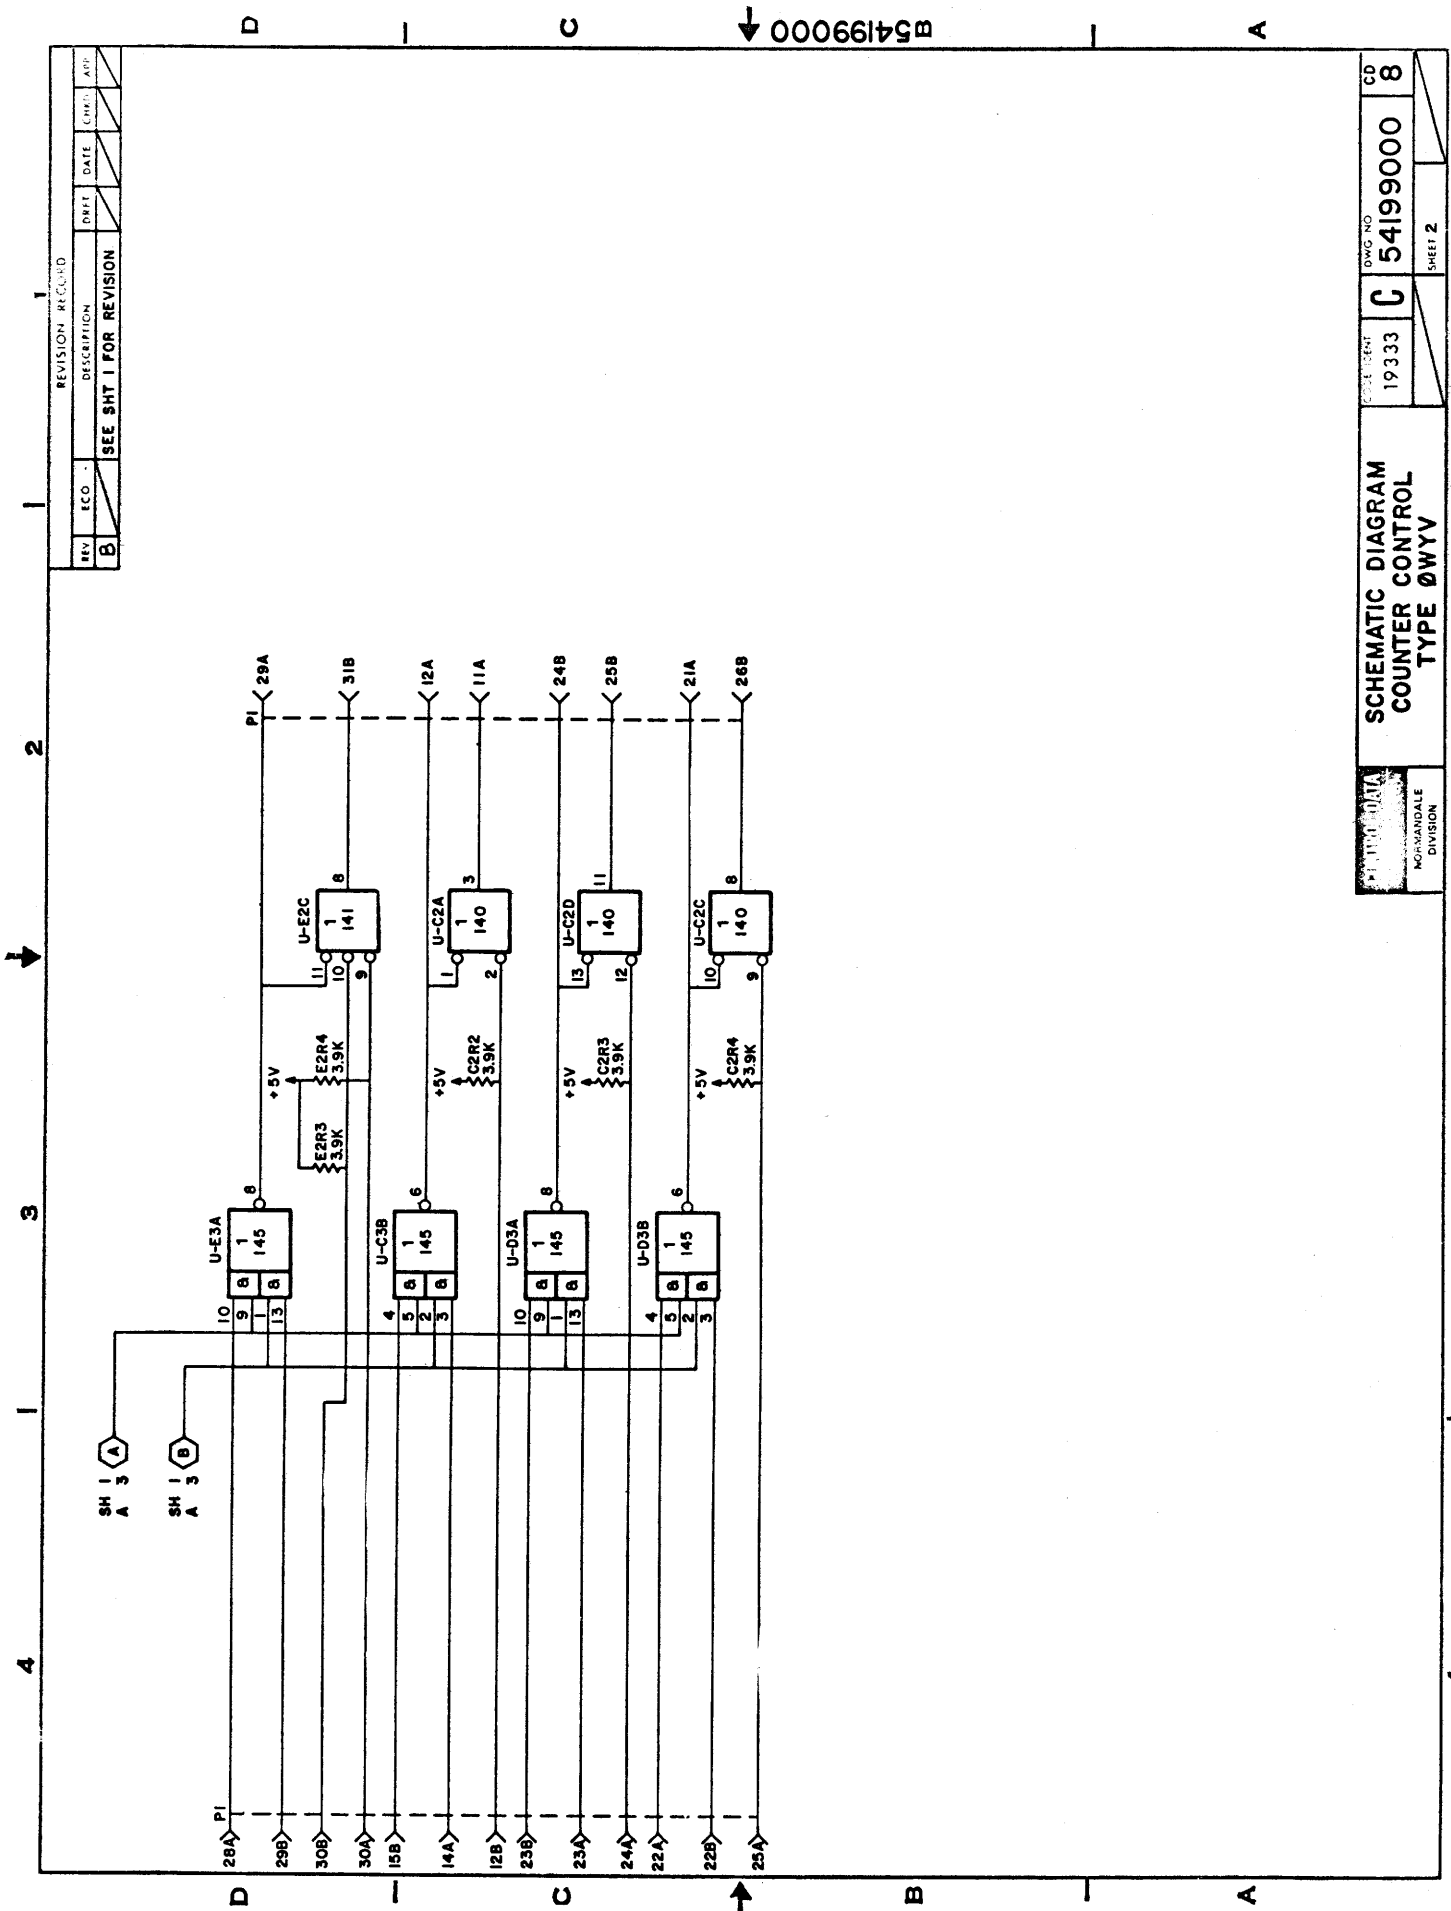 4
3
2
1
D
C
B
A
D
C
B54199000
A
REVISION RECORD
REV
ECO
DESCRIPTION
DRFT
DATE
CHKD
APP
B
SEE SHT 1 FOR REVISION
SH 1
A 3
A
SH 1
A 3
B
P1
P1
28A
29B
30B
30A
15B
14A
12B
23B
23A
24A
22A
22B
25A
U-E3A
10
9
1
13
&
&
1
145
8
E2R3
3.9K
+5V
E2R4
3.9K
U-E2C
11
10
9
1
141
8
29A
31B
U-C3B
4
5
2
3
&
&
1
145
6
+5V
C2R2
3.9K
U-C2A
1
2
1
140
3
12A
11A
U-D3A
10
9
1
13
&
&
1
145
8
+5V
C2R3
3.9K
U-C2D
13
12
1
140
11
24B
25B
U-D3B
4
5
2
3
&
&
1
145
6
+5V
C2R4
3.9K
U-C2C
10
9
1
140
8
21A
26B
NORMANDALE
DIVISION
SCHEMATIC DIAGRAM
COUNTER CONTROL
TYPE ØWYV
CODE IDENT
19333
C
DWG NO
54199000
CD
8
SHEET 2